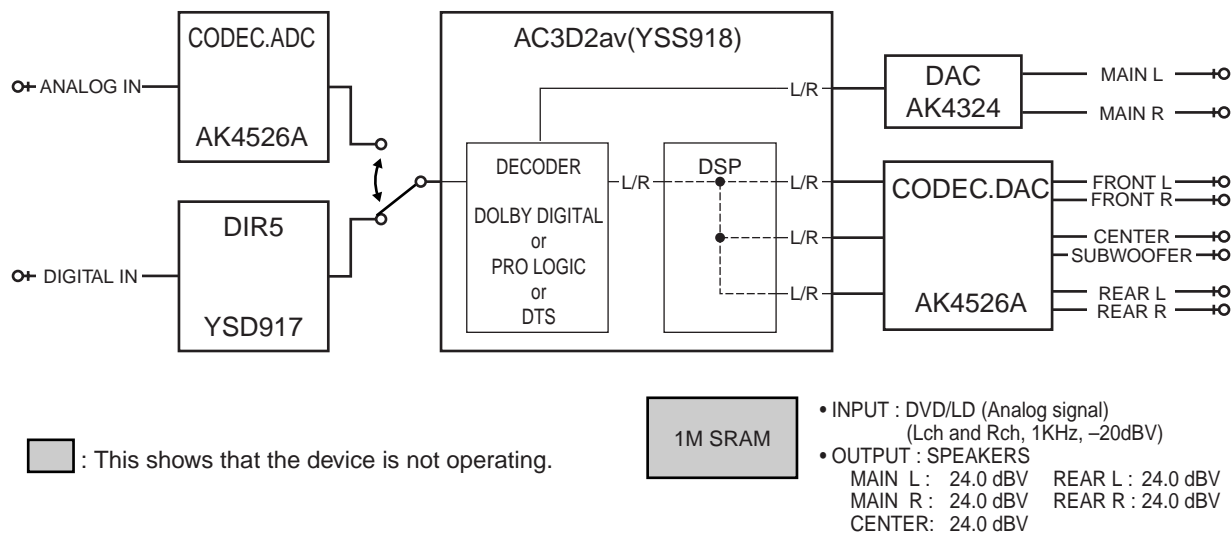 CODEC.ADC
AK4526A
ANALOG IN
DIR5
YSD917
DIGITAL IN
AC3D2av(YSS918)
DECODER
DOLBY DIGITAL
or
PRO LOGIC
or
DTS
L/R
L/R
DSP
L/R
L/R
L/R
DAC
AK4324
MAIN L
MAIN R
CODEC.DAC
AK4526A
FRONT L
FRONT R
CENTER
SUBWOOFER
REAR L
REAR R
: This shows that the device is not operating.
1M SRAM
• INPUT : DVD/LD (Analog signal)
(Lch and Rch, 1KHz, –20dBV)
• OUTPUT : SPEAKERS
MAIN L : 24.0 dBV REAR L : 24.0 dBV
MAIN R : 24.0 dBV REAR R : 24.0 dBV
CENTER: 24.0 dBV